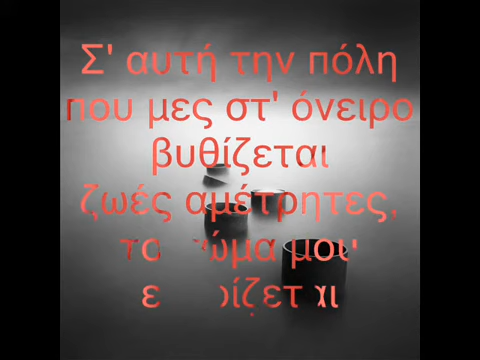 Σ' αυτή την πόλη
που μες στ' όνειρο
βυθίζεται
ζωές αμέτρητες,
μου